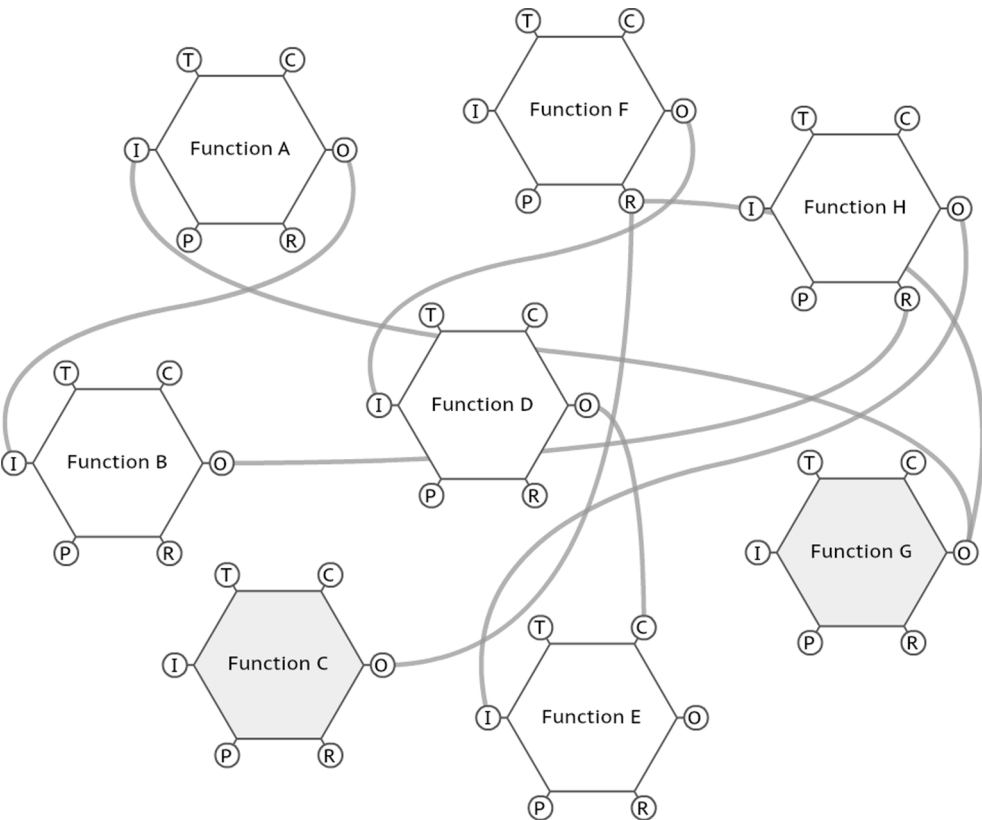 T C
I Function A O
P R
T C
I Function F O
P R
T C
I Function H O
P R
T C
I Function D O
P R
T C
I Function B O
P R
T C
I Function G O
P R
T C
I Function C O
P R
T C
I Function E O
P R